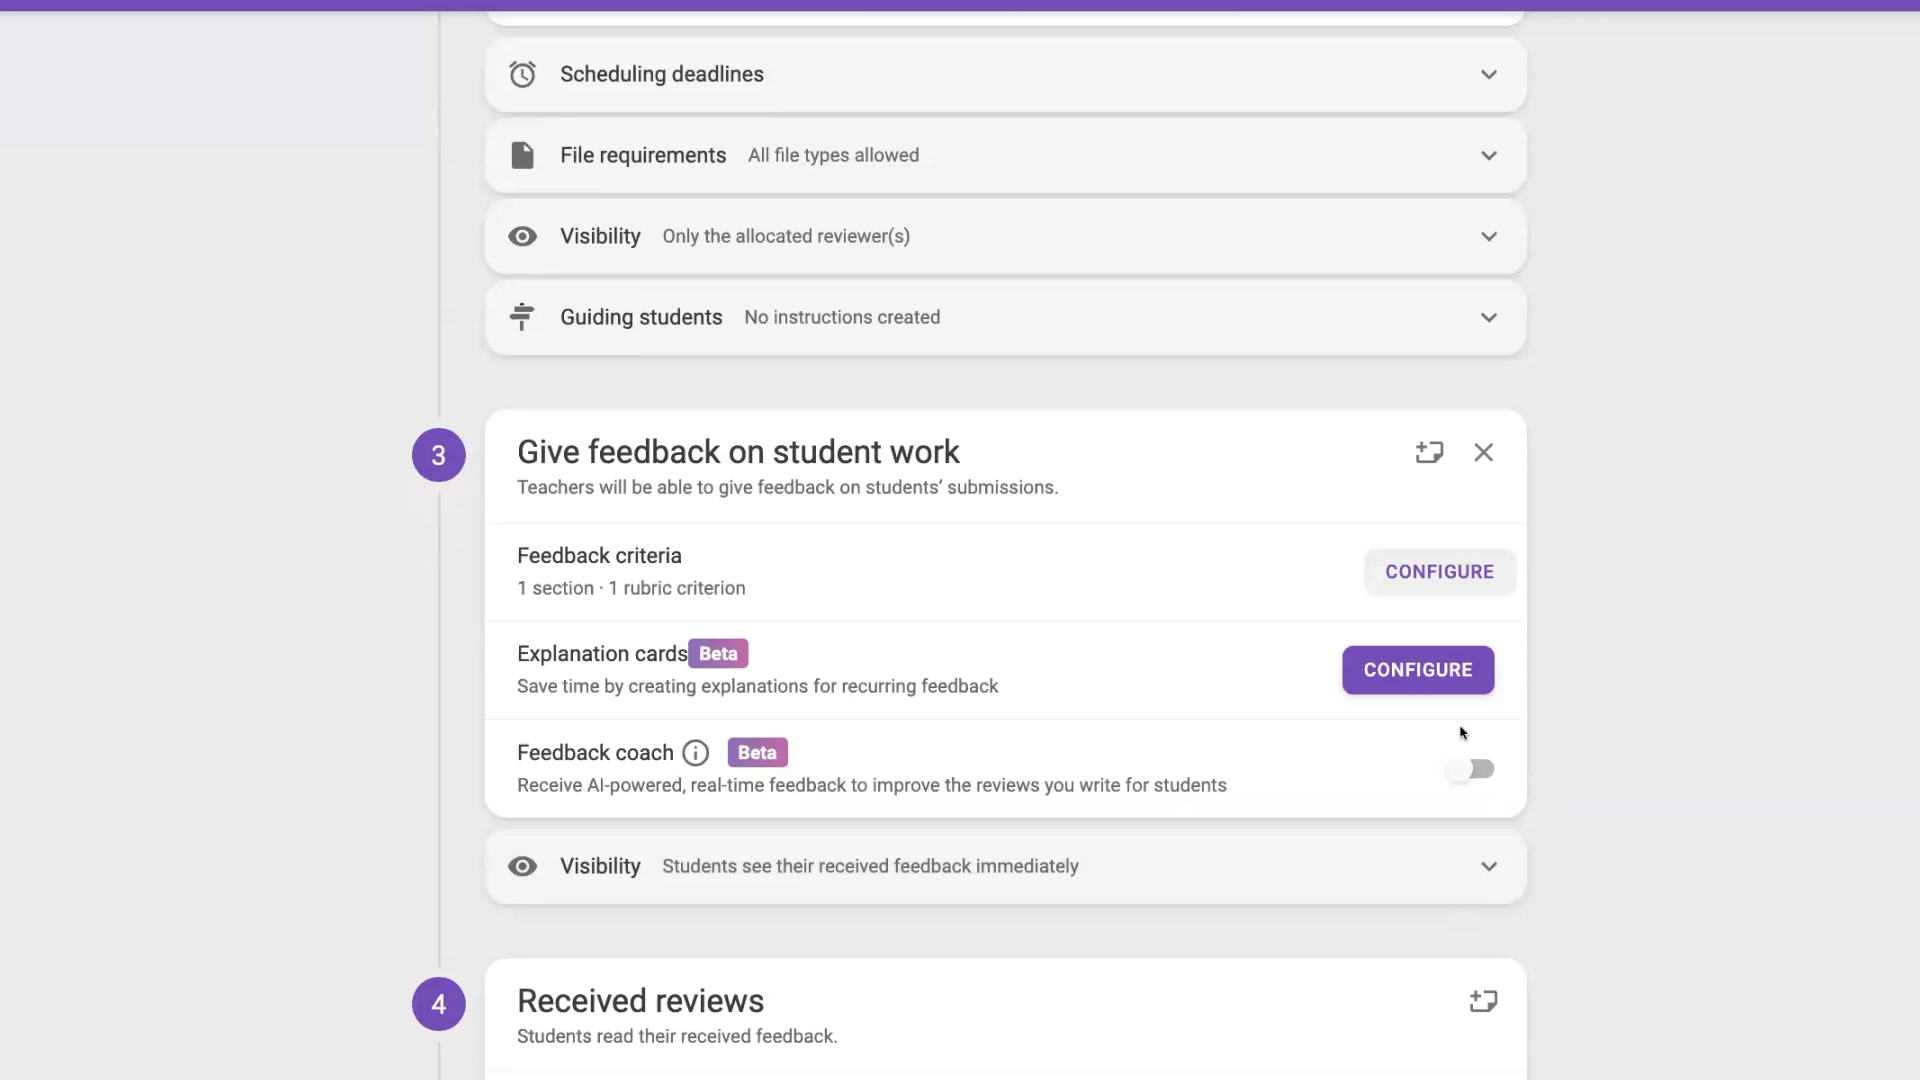 Scheduling deadlines
File requirements All file types allowed
Visibility Only the allocated reviewer(s)
Guiding students No instructions created
3
Give feedback on student work
Teachers will be able to give feedback on students’ submissions.
Feedback criteria
1 section · 1 rubric criterion
CONFIGURE
Explanation cards Beta
Save time by creating explanations for recurring feedback
CONFIGURE
Feedback coach Beta
Receive AI-powered, real-time feedback to improve the reviews you write for students
Visibility Students see their received feedback immediately
4
Received reviews
Students read their received feedback.